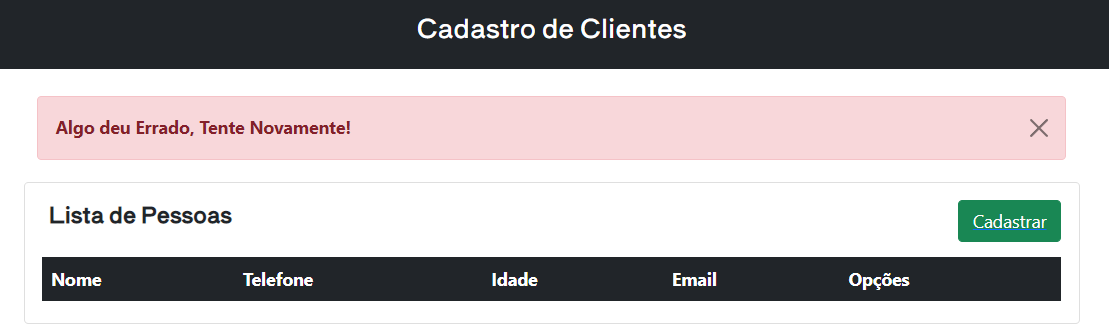 Cadastro de Clientes
Algo deu Errado, Tente Novamente!
Lista de Pessoas
Cadastrar
Nome Telefone Idade Email Opções